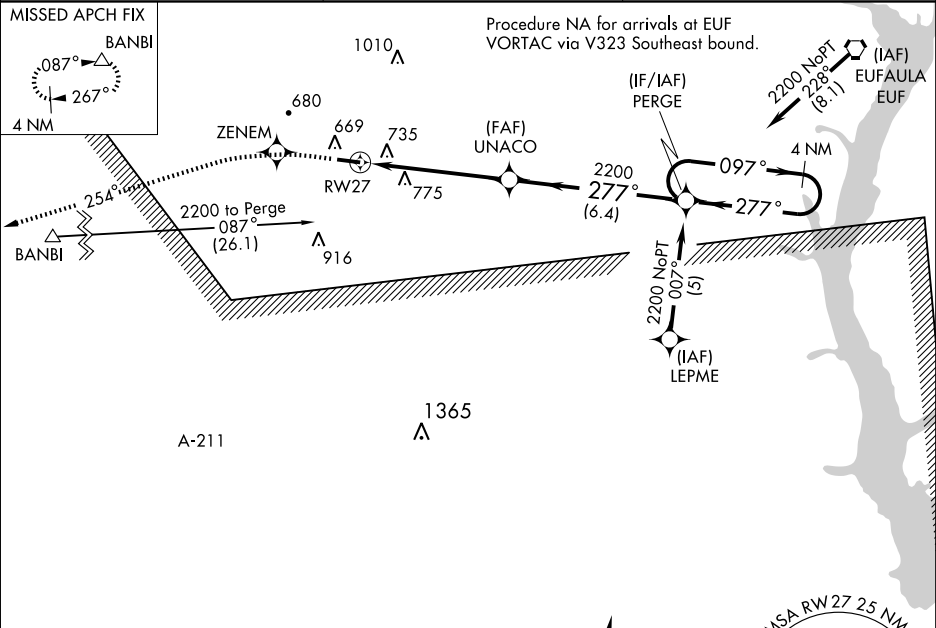 MISSED APCH FIX
BANBI
087°
267°
4 NM
Procedure NA for arrivals at EUF
VORTAC via V323 Southeast bound.
1010
(IAF)
EUFAULA
EUF
2200 NoPT
228°
(8.1)
(IF/IAF)
PERGE
680
ZENEM
669
735
(FAF)
UNACO
4 NM
RW27
775
2200
277°
(6.4)
097°
277°
254°
2200 to Perge
087°
(26.1)
BANBI
916
2200 NoPT
007°
(5)
(IAF)
LEPME
1365
A-211
MSA RW27 25 NM